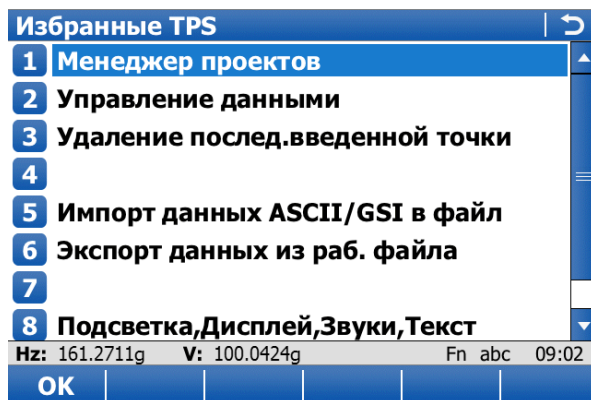 Избранные TPS
1 Менеджер проектов
2 Управление данными
3 Удаление послед.введенной точки
4
5 Импорт данных ASCII/GSI в файл
6 Экспорт данных из раб. файла
7
8 Подсветка,Дисплей,Звуки,Текст
Hz: 161.2711g V: 100.0424g Fn abc 09:02
OK